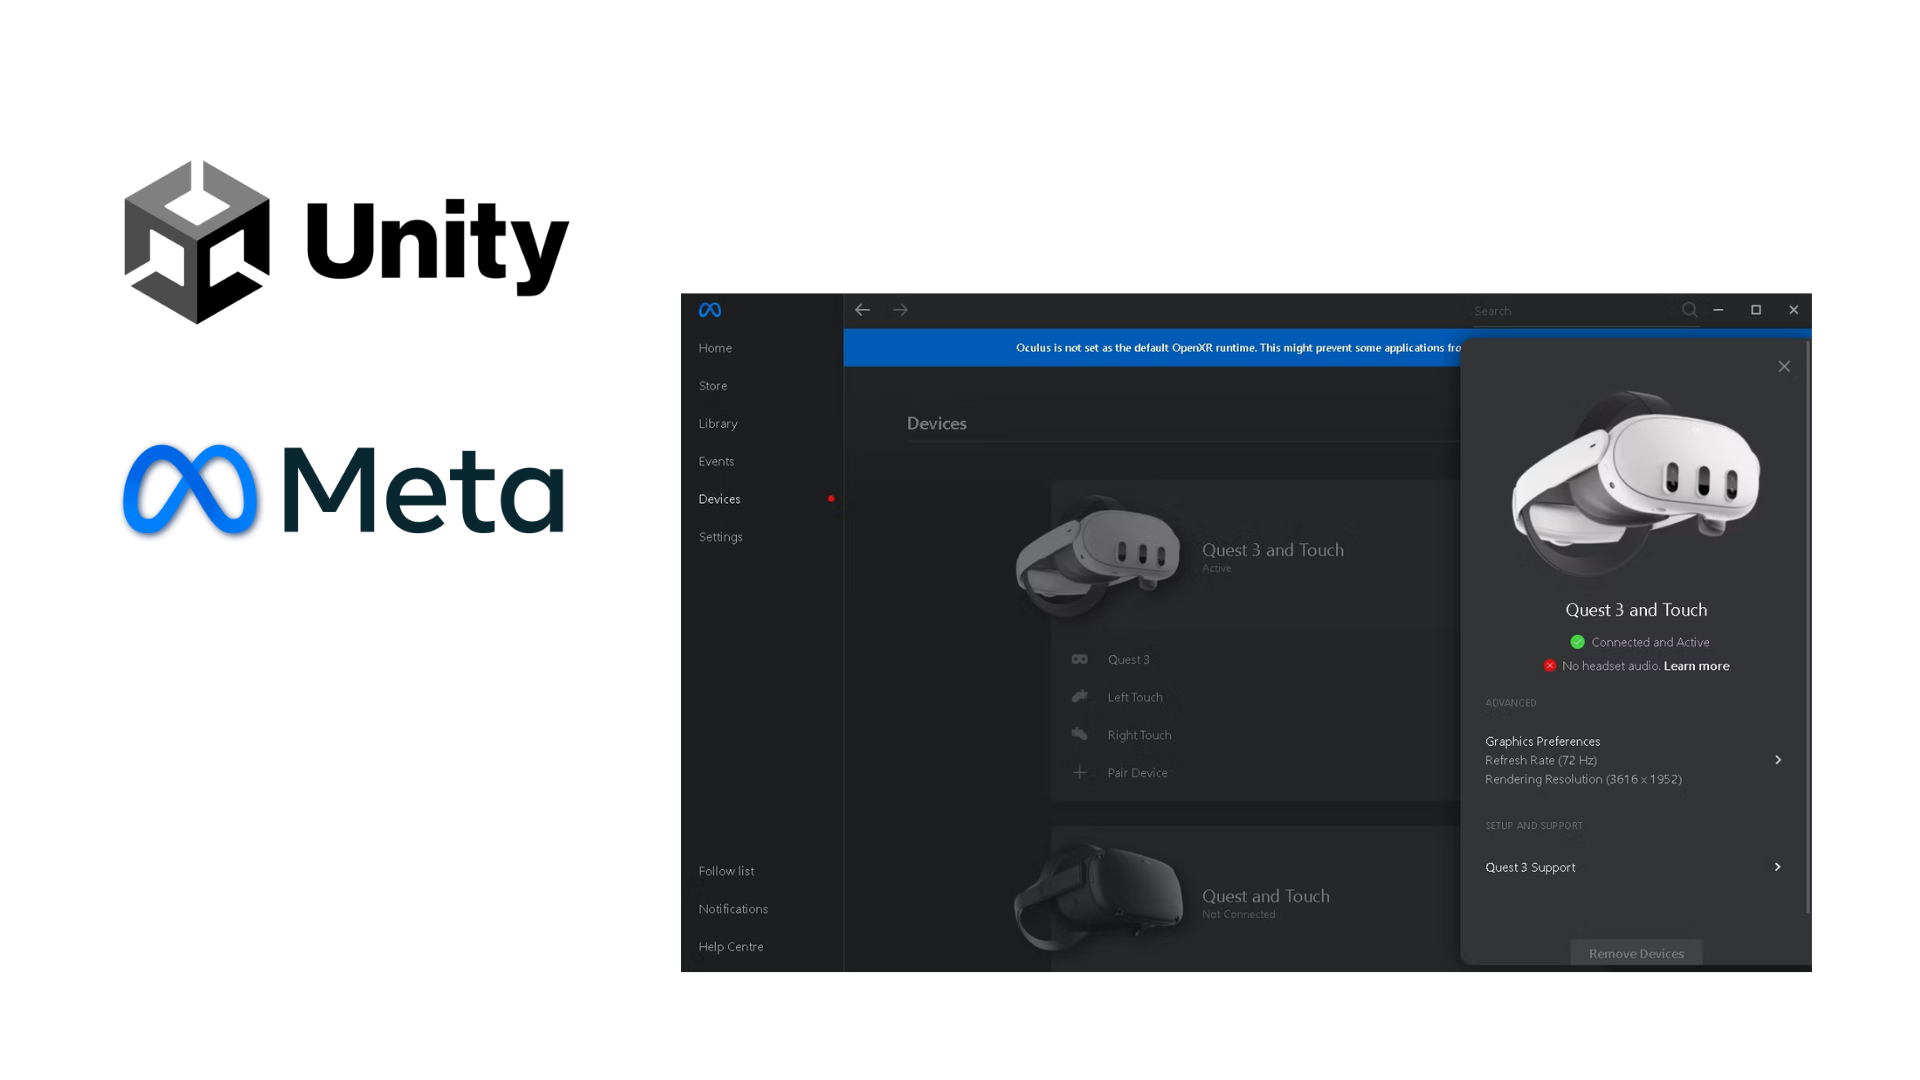 Unity
Meta
Search
Home
Store
Library
Events
Devices
Settings
Follow list
Notifications
Help Centre
Oculus is not set as the default OpenXR runtime. This might prevent some applications fro
Devices
Quest 3 and Touch
Active
Quest 3
Left Touch
Right Touch
Pair Device
Quest and Touch
Not Connected
Quest 3 and Touch
Connected and Active
No headset audio. Learn more
ADVANCED
Graphics Preferences
Refresh Rate (72 Hz)
Rendering Resolution (3616 x 1952)
SETUP AND SUPPORT
Quest 3 Support
Remove Devices